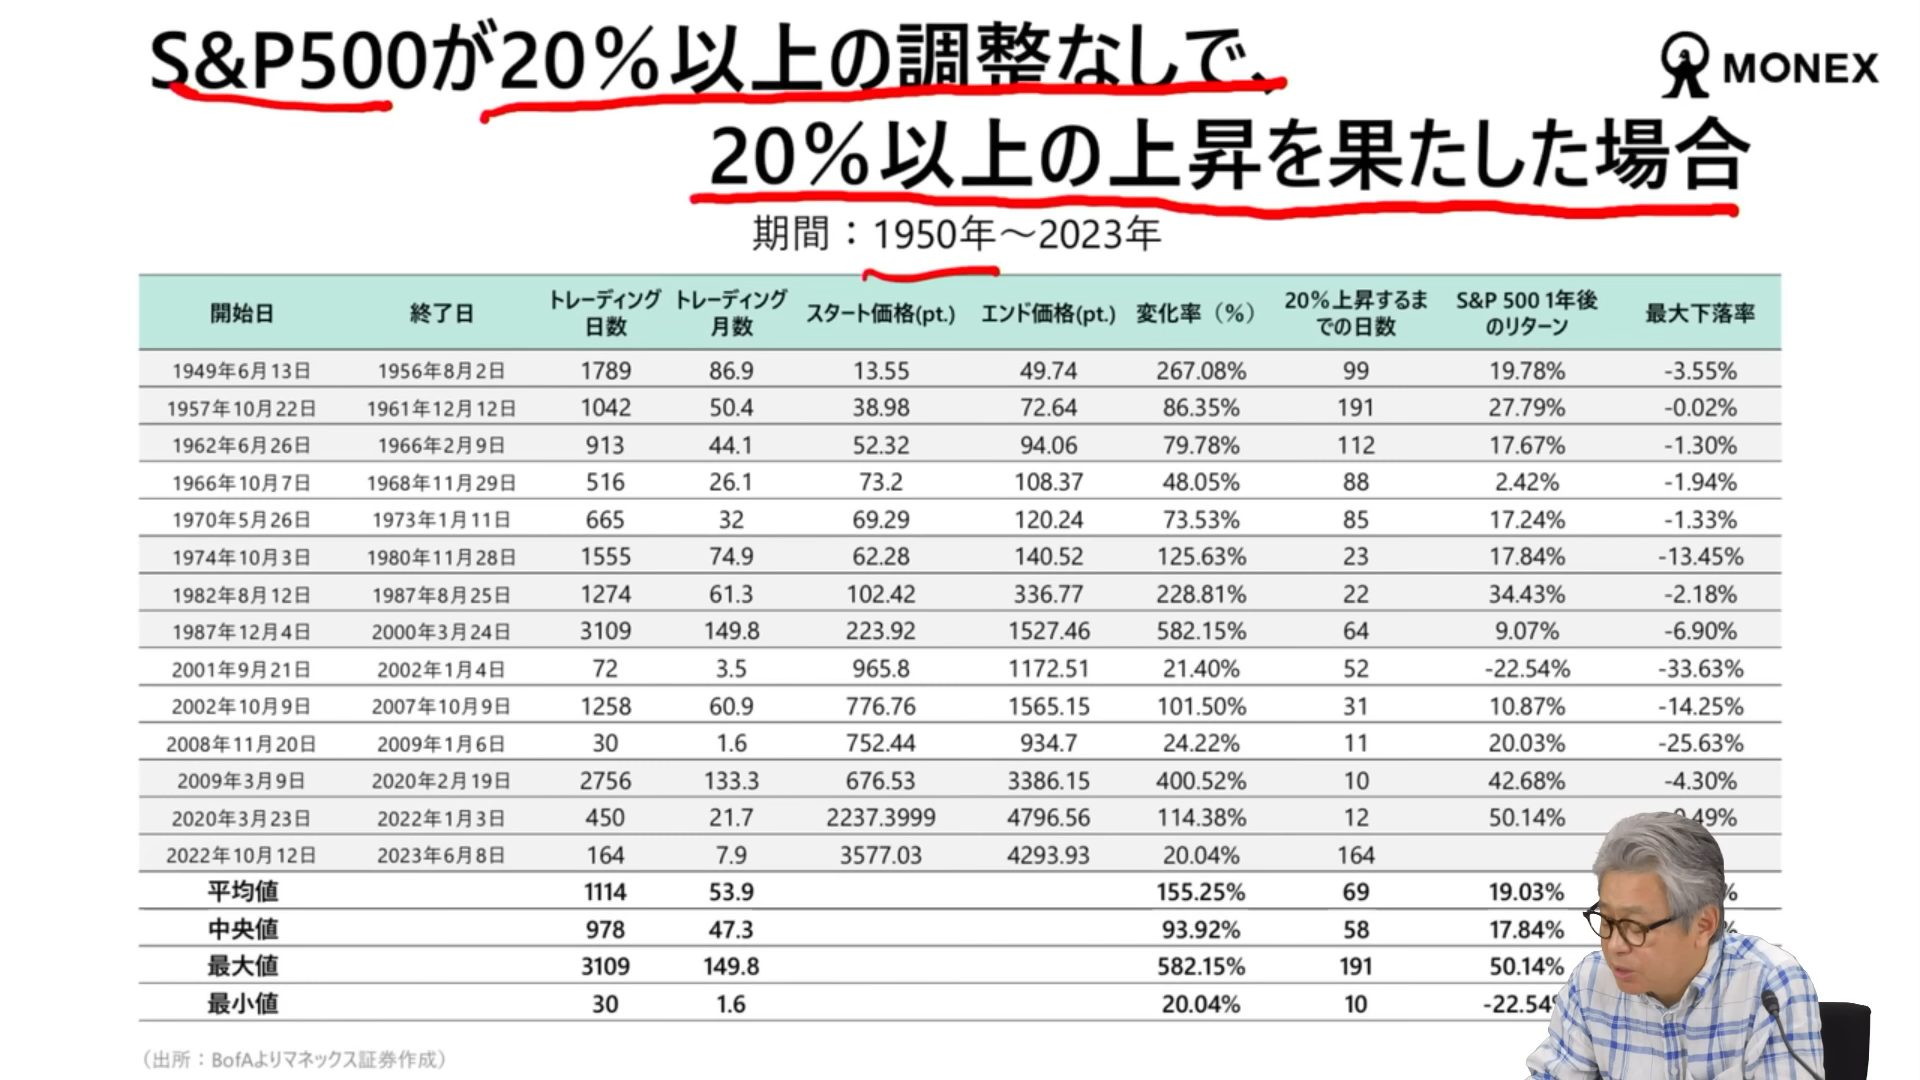 S&P500が20%以上の調整なしで、
MONEX
20%以上の上昇を果たした場合
期間：1950年～2023年
開始日 終了日 トレーディング日数 トレーディング月数 スタート価格(pt.) エンド価格(pt.) 変化率（%） 20%上昇するまでの日数 S&P 500 1年後のリターン 最大下落率
1949年6月13日 1956年8月2日 1789 86.9 13.55 49.74 267.08% 99 19.78% -3.55%
1957年10月22日 1961年12月12日 1042 50.4 38.98 72.64 86.35% 191 27.79% -0.02%
1962年6月26日 1966年2月9日 913 44.1 52.32 94.06 79.78% 112 17.67% -1.30%
1966年10月7日 1968年11月29日 516 26.1 73.2 108.37 48.05% 88 2.42% -1.94%
1970年5月26日 1973年1月11日 665 32 69.29 120.24 73.53% 85 17.24% -1.33%
1974年10月3日 1980年11月28日 1555 74.9 62.28 140.52 125.63% 23 17.84% -13.45%
1982年8月12日 1987年8月25日 1274 61.3 102.42 336.77 228.81% 22 34.43% -2.18%
1987年12月4日 2000年3月24日 3109 149.8 223.92 1527.46 582.15% 64 9.07% -6.90%
2001年9月21日 2002年1月4日 72 3.5 965.8 1172.51 21.40% 52 -22.54% -33.63%
2002年10月9日 2007年10月9日 1258 60.9 776.76 1565.15 101.50% 31 10.87% -14.25%
2008年11月20日 2009年1月6日 30 1.6 752.44 934.7 24.22% 11 20.03% -25.63%
2009年3月9日 2020年2月19日 2756 133.3 676.53 3386.15 400.52% 10 42.68% -4.30%
2020年3月23日 2022年1月3日 450 21.7 2237.3999 4796.56 114.38% 12 50.14%
2022年10月12日 2023年6月8日 164 7.9 3577.03 4293.93 20.04% 164
平均値 1114 53.9 155.25% 69 19.03%
中央値 978 47.3 93.92% 58 17.84%
最大値 3109 149.8 582.15% 191 50.14%
最小値 30 1.6 20.04% 10 -22.54
（出所：BofAよりマネックス証券作成）